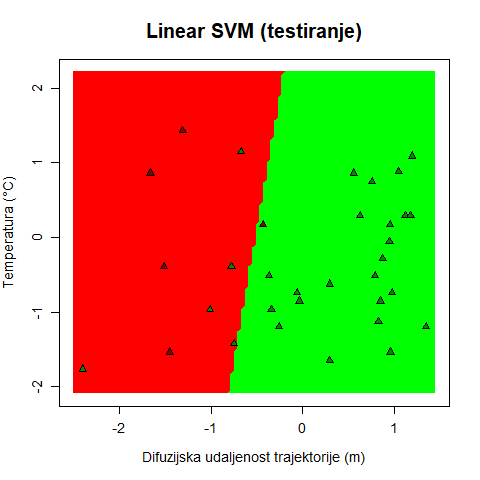 Linear SVM (testiranje)
Temperatura (°C)
2
1
0
-1
-2
-2 -1 0 1
Difuzijska udaljenost trajektorije (m)